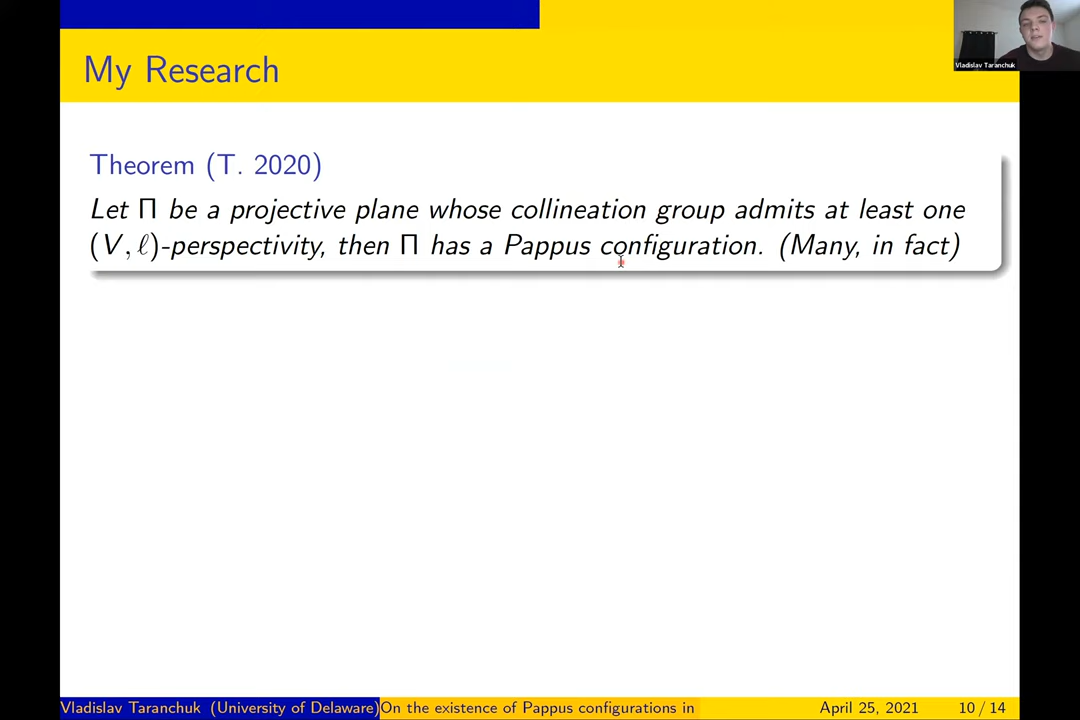 Vladislav Taranchuk
My Research
Theorem (T. 2020)
Let Π be a projective plane whose collineation group admits at least one
(V, ℓ)-perspectivity, then Π has a Pappus configuration. (Many, in fact)
Vladislav Taranchuk (University of Delaware) On the existence of Pappus configurations in April 25, 2021 10 / 14